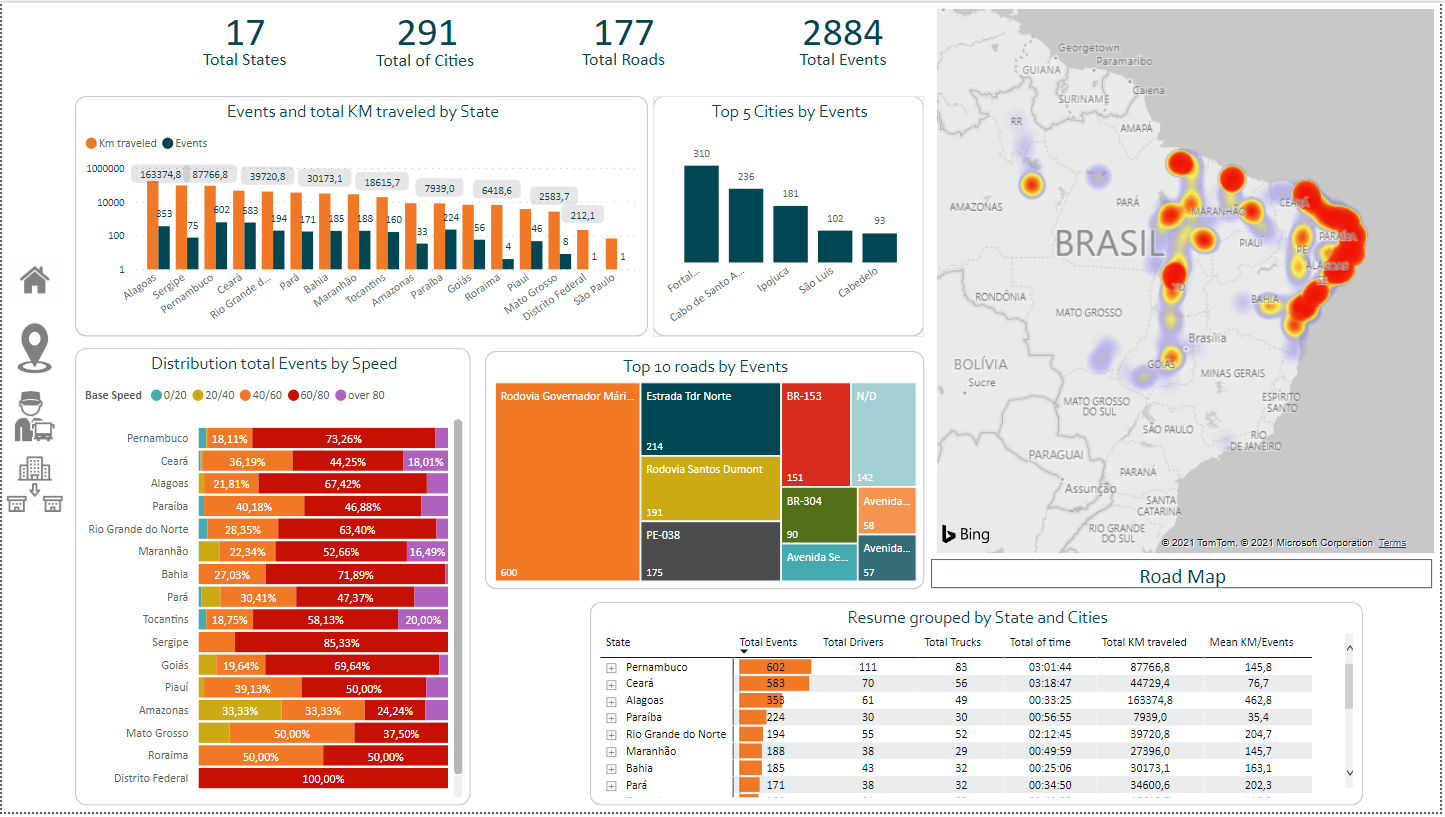 17
Total States
291
Total of Cities
177
Total Roads
2884
Total Events
Events and total KM traveled by State
Km traveled Events
1000000
10000
100
1
163374,8 87766,8 39720,8 30173,1 18615,7 7939,0 6418,6 2583,7 212,1
353 75 602 583 194 171 185 188 160 33 224 56 4 46 8 1 1
Alagoas
Sergipe
Pernambuco
Ceará
Rio Grande d...
Pará
Bahia
Maranhão
Tocantins
Amazonas
Paraíba
Goiás
Roraima
Piauí
Mato Grosso
Distrito Federal
São Paulo
Top 5 Cities by Events
310
236
181
102
93
Fortal...
Cabo de Santo A...
Ipojuca
São Luís
Cabedelo
Georgetown
Paramaribo
GUIANA
Caiena
SURINAME
RR
AMAPÁ
AMAZONAS
PARÁ
MARANHÃO
CEARÁ
BRASIL
PIAUÍ
PARAÍBA
PE
ALAGOAS
SE
TO
BAHIA
RONDÔNIA
MATO GROSSO
Brasília
BOLÍVIA
Sucre
GOIÁS
MINAS GERAIS
MATO GROSSO
DO SUL
ESPÍRITO
SANTO
SÃO PAULO
RIO
DE JANEIRO
PARAGUAI
PARANÁ
Assunção
SANTA
CATARINA
RIO GRANDE
DO SUL
Bing
© 2021 TomTom, © 2021 Microsoft Corporation Terms
Road Map
Distribution total Events by Speed
Base Speed 0/20 20/40 40/60 60/80 over 80
Pernambuco 18,11% 73,26%
Ceará 36,19% 44,25% 18,01%
Alagoas 21,81% 67,42%
Paraíba 40,18% 46,88%
Rio Grande do Norte 28,35% 63,40%
Maranhão 22,34% 52,66% 16,49%
Bahia 27,03% 71,89%
Pará 30,41% 47,37%
Tocantins 18,75% 58,13% 20,00%
Sergipe 85,33%
Goiás 19,64% 69,64%
Piauí 39,13% 50,00%
Amazonas 33,33% 33,33% 24,24%
Mato Grosso 50,00% 37,50%
Roraima 50,00% 50,00%
Distrito Federal 100,00%
Top 10 roads by Events
Rodovia Governador Mári...
600
Estrada Tdr Norte
214
Rodovia Santos Dumont
191
PE-038
175
BR-153
151
N/D
142
BR-304
90
Avenida Se...
Avenida...
58
Avenida...
57
Resume grouped by State and Cities
State Total Events Total Drivers Total Trucks Total of time Total KM traveled Mean KM/Events
Pernambuco 602 111 83 03:01:44 87766,8 145,8
Ceará 583 70 56 03:18:47 44729,4 76,7
Alagoas 353 61 49 00:33:25 163374,8 462,8
Paraíba 224 30 30 00:56:55 7939,0 35,4
Rio Grande do Norte 194 55 52 02:12:45 39720,8 204,7
Maranhão 188 38 29 00:49:59 27396,0 145,7
Bahia 185 43 32 00:25:06 30173,1 163,1
Pará 171 38 32 00:34:50 34600,6 202,3